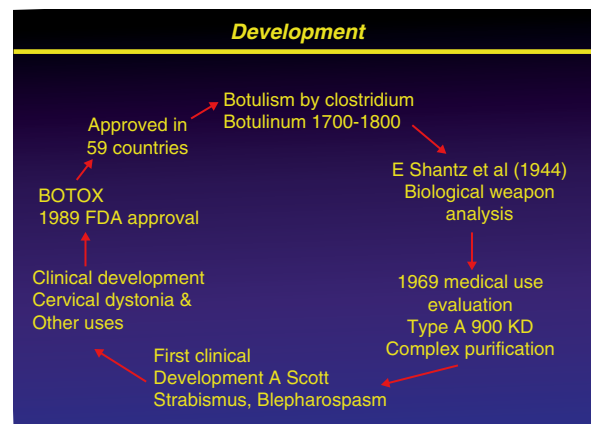 Development
Botulism by clostridium
Botulinum 1700-1800
E Shantz et al (1944)
Biological weapon
analysis
1969 medical use
evaluation
Type A 900 KD
Complex purification
First clinical
Development A Scott
Strabismus, Blepharospasm
Clinical development
Cervical dystonia &
Other uses
BOTOX
1989 FDA approval
Approved in
59 countries